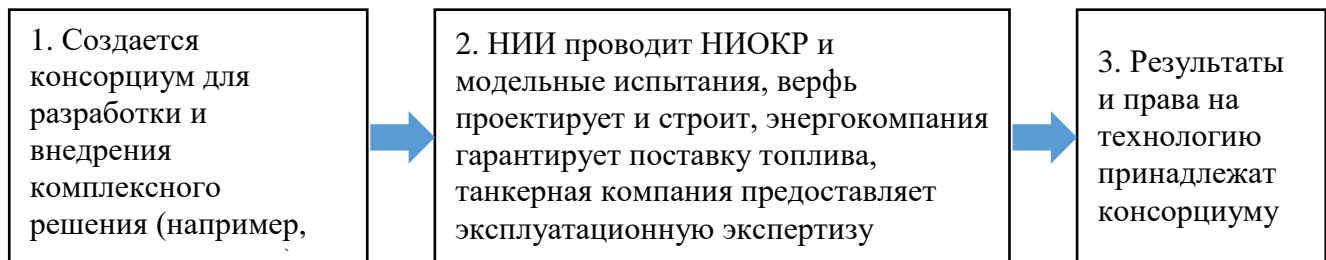 1. Создается
консорциум для
разработки и
внедрения
комплексного
решения (например,
2. НИИ проводит НИОКР и
модельные испытания, верфь
проектирует и строит, энергокомпания
гарантирует поставку топлива,
танкерная компания предоставляет
эксплуатационную экспертизу
3. Результаты
и права на
технологию
принадлежат
консорциуму